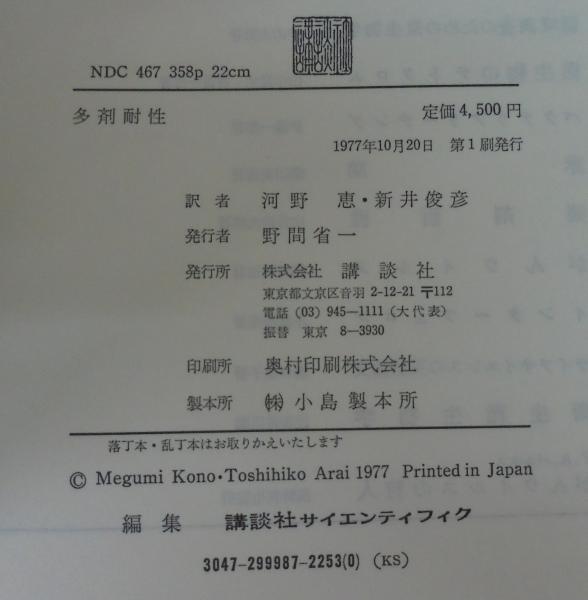 NDC 467 358p 22cm
多剤耐性
定価4,500円
1977年10月20日 第1刷発行
訳者 河野 恵・新井俊彦
発行者 野間省一
発行所 株式会社 講談社
東京都文京区音羽 2-12-21 〒112
電話 (03) 945-1111 (大代表)
振替 東京 8-3930
印刷所 奥村印刷株式会社
製本所 ㈱ 小島製本所
落丁本・乱丁本はお取りかえいたします
© Megumi Kono・Toshihiko Arai 1977 Printed in Japan
編集 講談社サイエンティフィク
3047-299987-2253(0) (KS)